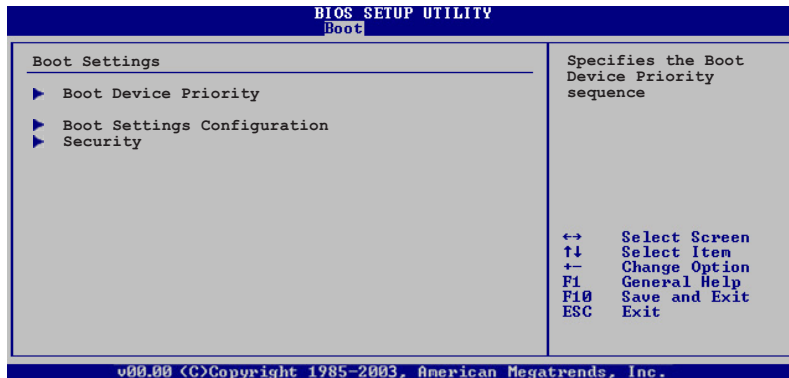 BIOS SETUP UTILITY
Boot
Boot Settings
Boot Device Priority
Boot Settings Configuration
Security
Specifies the Boot
Device Priority
sequence
←→ Select Screen
↑↓ Select Item
+- Change Option
F1 General Help
F10 Save and Exit
ESC Exit
v00.00 (C)Copyright 1985-2003, American Megatrends, Inc.